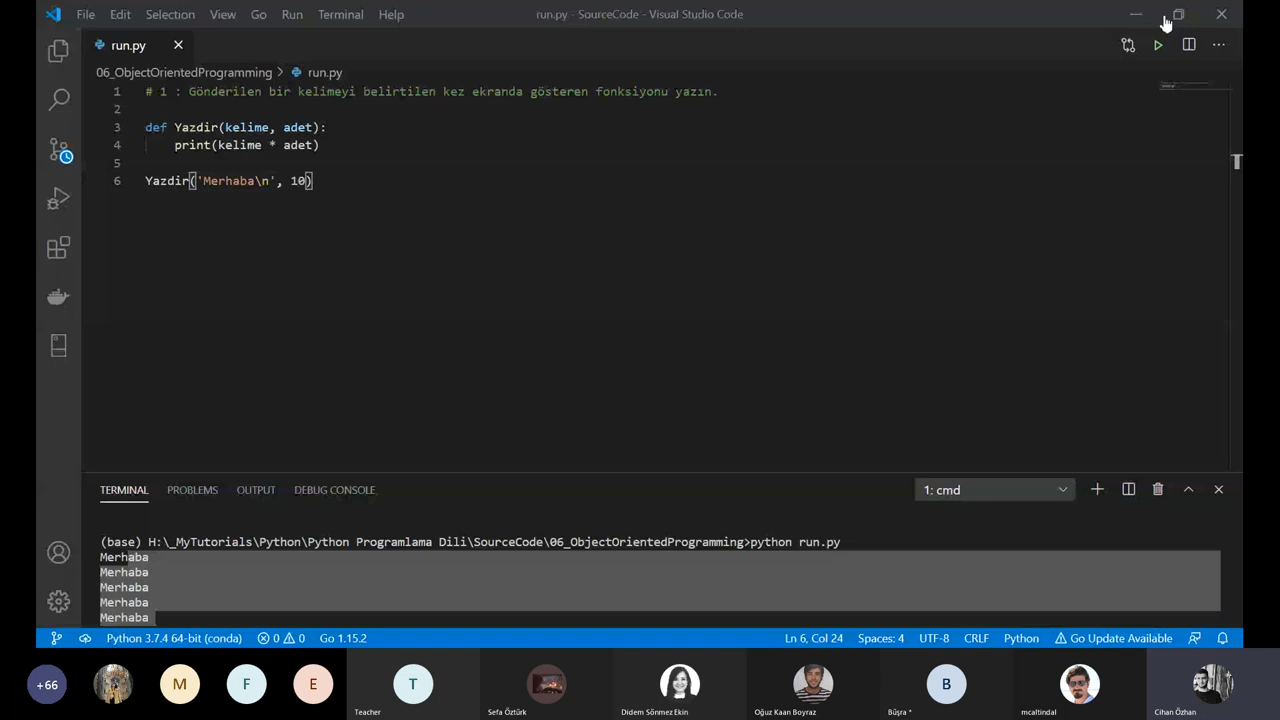 File Edit Selection View Go Run Terminal Help run.py - SourceCode - Visual Studio Code
run.py
06_ObjectOrientedProgramming > run.py
1 # 1 : Gönderilen bir kelimeyi belirtilen kez ekranda gösteren fonksiyonu yazın.
2
3 def Yazdir(kelime, adet):
4 print(kelime * adet)
5
6 Yazdir('Merhaba\n', 10)
TERMINAL PROBLEMS OUTPUT DEBUG CONSOLE 1: cmd
(base) H:\_MyTutorials\Python\Python Programlama Dili\SourceCode\06_ObjectOrientedProgramming>python run.py
Merhaba
Merhaba
Merhaba
Merhaba
Merhaba
Python 3.7.4 64-bit (conda) 0 0 Go 1.15.2 Ln 6, Col 24 Spaces: 4 UTF-8 CRLF Python Go Update Available
+66 M F E T B
Teacher Sefa Öztürk Didem Sönmez Ekin Oğuz Kaan Boyraz Büşra * mcaltindal Cihan Özhan